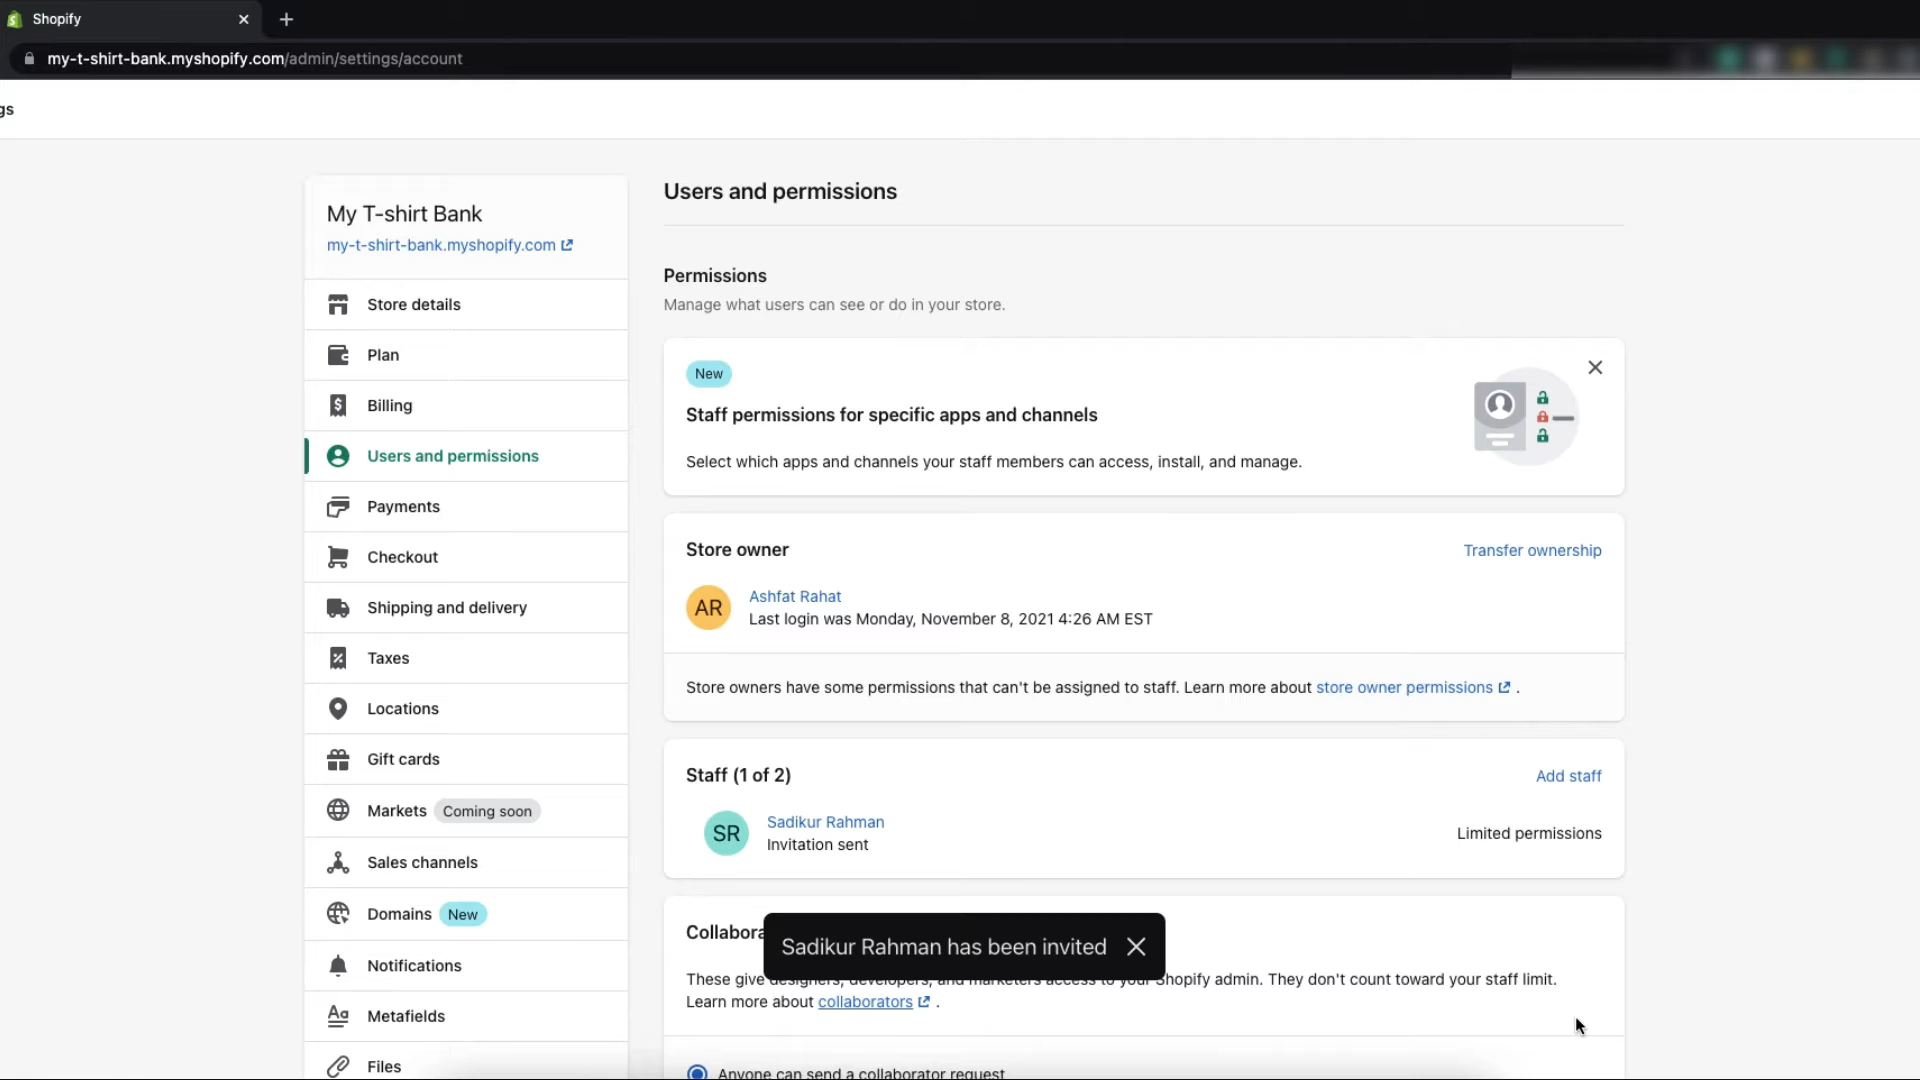 Shopify
my-t-shirt-bank.myshopify.com/admin/settings/account
gs
My T-shirt Bank
my-t-shirt-bank.myshopify.com
Store details
Plan
Billing
Users and permissions
Payments
Checkout
Shipping and delivery
Taxes
Locations
Gift cards
Markets Coming soon
Sales channels
Domains New
Notifications
Metafields
Files
Users and permissions
Permissions
Manage what users can see or do in your store.
New
Staff permissions for specific apps and channels
Select which apps and channels your staff members can access, install, and manage.
Store owner
Transfer ownership
AR
Ashfat Rahat
Last login was Monday, November 8, 2021 4:26 AM EST
Store owners have some permissions that can't be assigned to staff. Learn more about store owner permissions .
Staff (1 of 2)
Add staff
SR
Sadikur Rahman
Invitation sent
Limited permissions
Collabora
Sadikur Rahman has been invited
These give designers, developers, and marketers access to your Shopify admin. They don't count toward your staff limit.
Learn more about collaborators .
Anyone can send a collaborator request